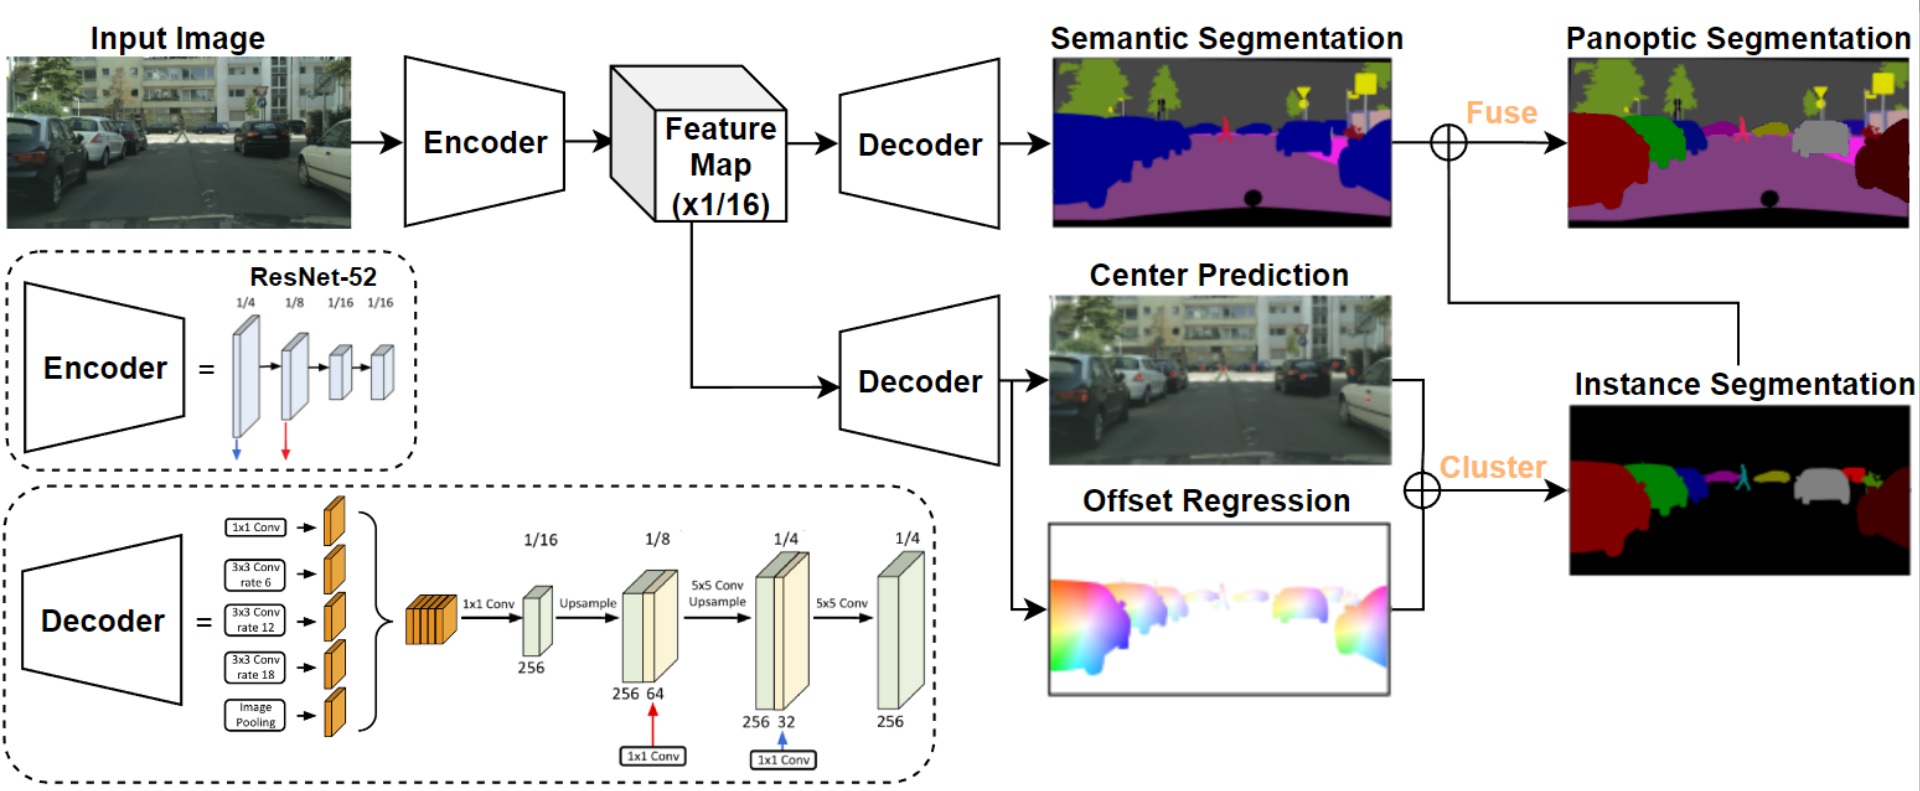 Input Image
Encoder
Feature
Map
(x1/16)
Decoder
Semantic Segmentation
Fuse
Panoptic Segmentation
Decoder
Center Prediction
Offset Regression
Cluster
Instance Segmentation
ResNet-52
1/4 1/8 1/16 1/16
Encoder =
Decoder =
1x1 Conv
3x3 Conv
rate 6
3x3 Conv
rate 12
3x3 Conv
rate 18
Image
Pooling
1x1 Conv
1/16
256
Upsample
1/8
256 64
1x1 Conv
5x5 Conv
Upsample
1/4
256 32
1x1 Conv
5x5 Conv
1/4
256